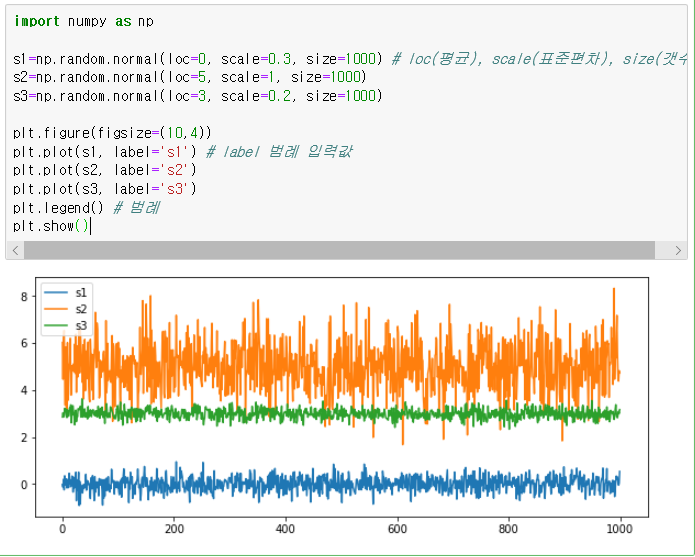 import numpy as np
s1=np.random.normal(loc=0, scale=0.3, size=1000) # loc(평균), scale(표준편차), size(갯수
s2=np.random.normal(loc=5, scale=1, size=1000)
s3=np.random.normal(loc=3, scale=0.2, size=1000)
plt.figure(figsize=(10,4))
plt.plot(s1, label='s1') # label 범례 입력값
plt.plot(s2, label='s2')
plt.plot(s3, label='s3')
plt.legend() # 범례
plt.show()
s1
s2
s3
8
6
4
2
0
0 200 400 600 800 1000